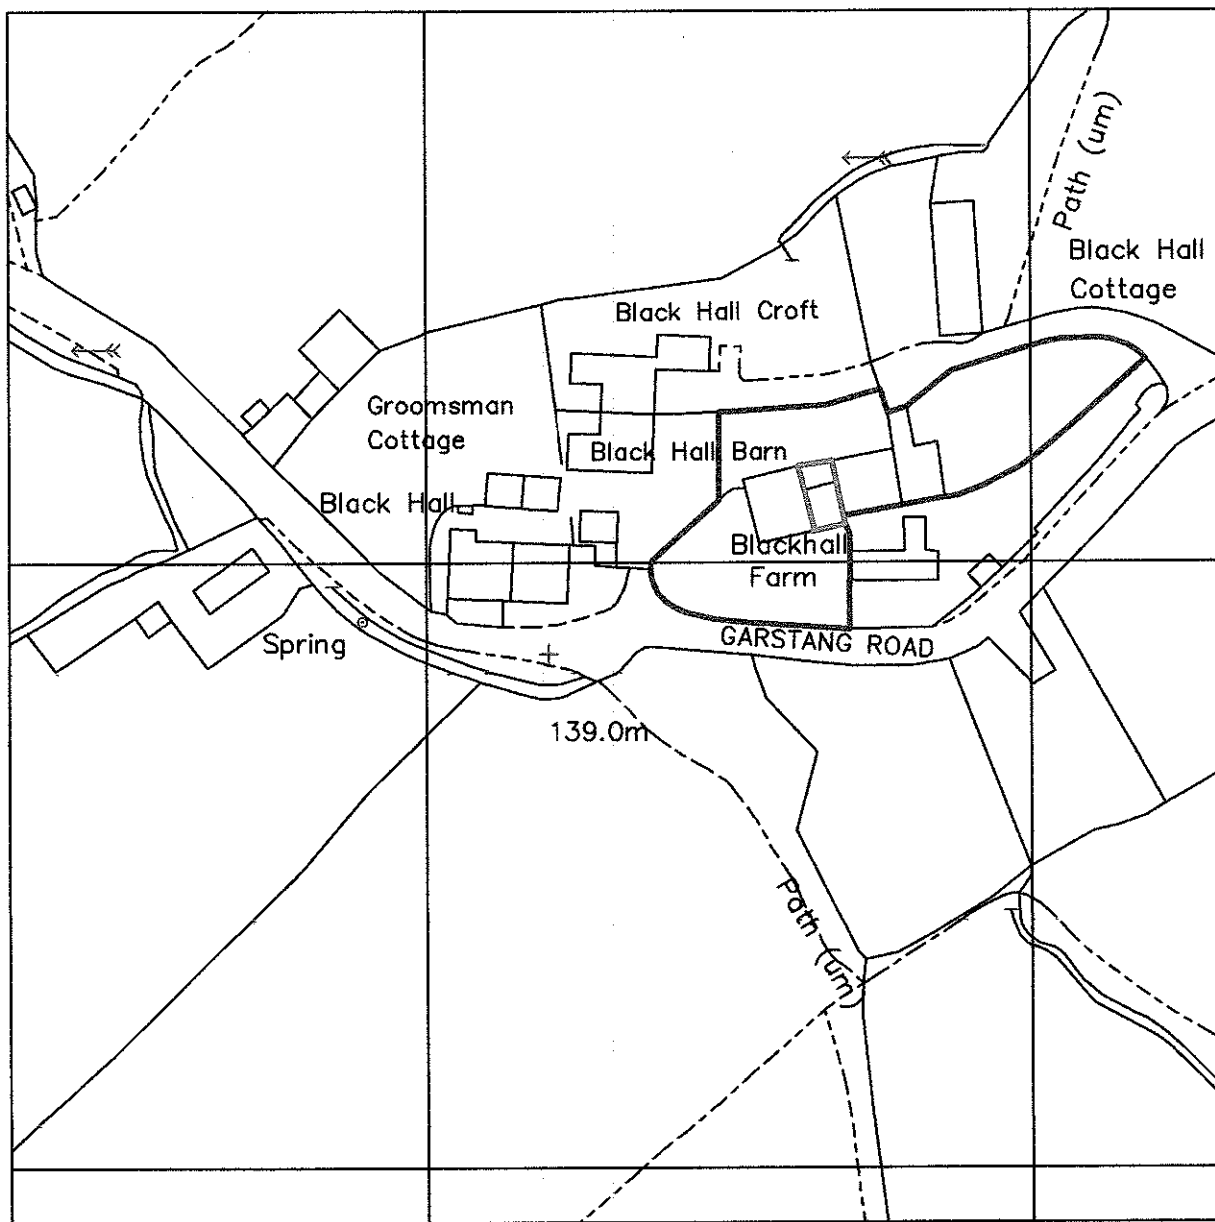 Path (um)
Black Hall
Cottage
Black Hall Croft
Groomsman
Cottage
Black Hall Barn
Black Hall
Blackhall
Farm
GARSTANG ROAD
Spring
139.0m
Path (um)